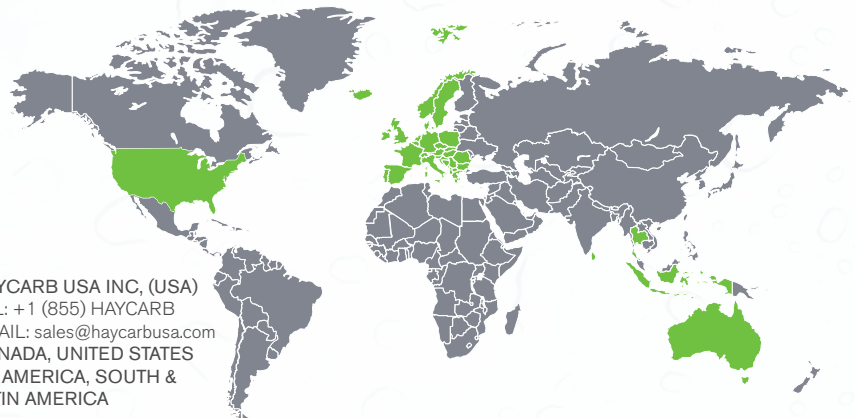 YCARB USA INC, (USA)
L: +1 (855) HAYCARB
AIL: sales@haycarbusa.com
NADA, UNITED STATES
AMERICA, SOUTH &
TIN AMERICA